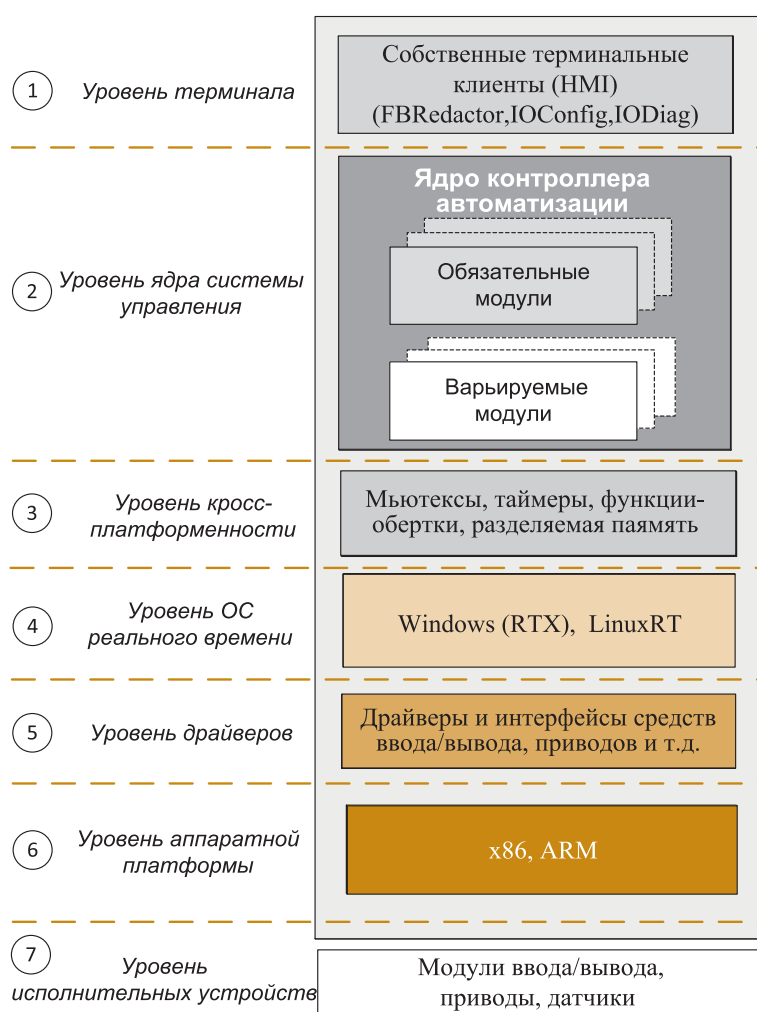 1
Уровень терминала
Собственные терминальные
клиенты (HMI)
(FBRedactor,IOConfig,IODiag)
2
Уровень ядра системы
управления
Ядро контроллера
автоматизации
Обязательные
модули
Варьируемые
модули
3
Уровень кросс-
платформенности
Мьютексы, таймеры, функции-
обертки, разделяемая паямять
4
Уровень ОС
реального времени
Windows (RTX), LinuxRT
5
Уровень драйверов
Драйверы и интерфейсы средств
ввода/вывода, приводов и т.д.
6
Уровень аппаратной
платформы
x86, ARM
7
Уровень
исполнительных устройств
Модули ввода/вывода,
приводы, датчики